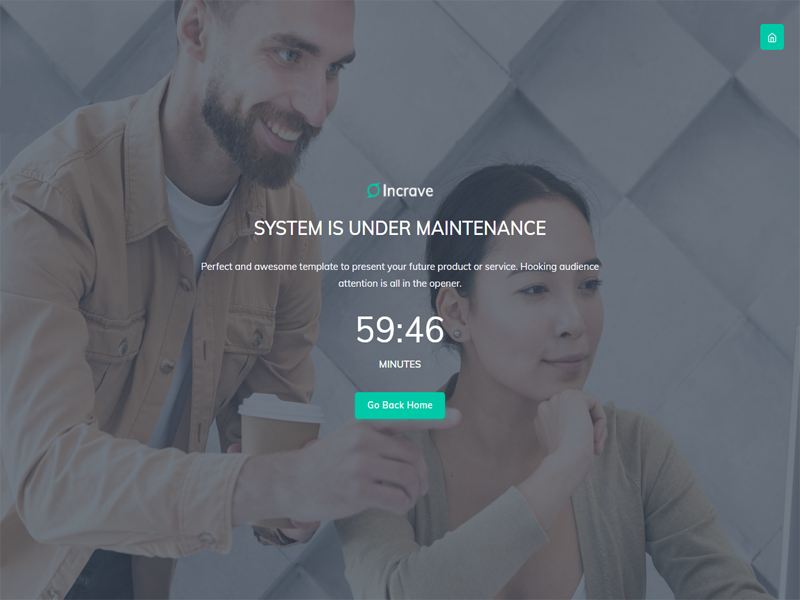 Incrave
SYSTEM IS UNDER MAINTENANCE
Perfect and awesome template to present your future product or service. Hooking audience
attention is all in the opener.
59:46
MINUTES
Go Back Home